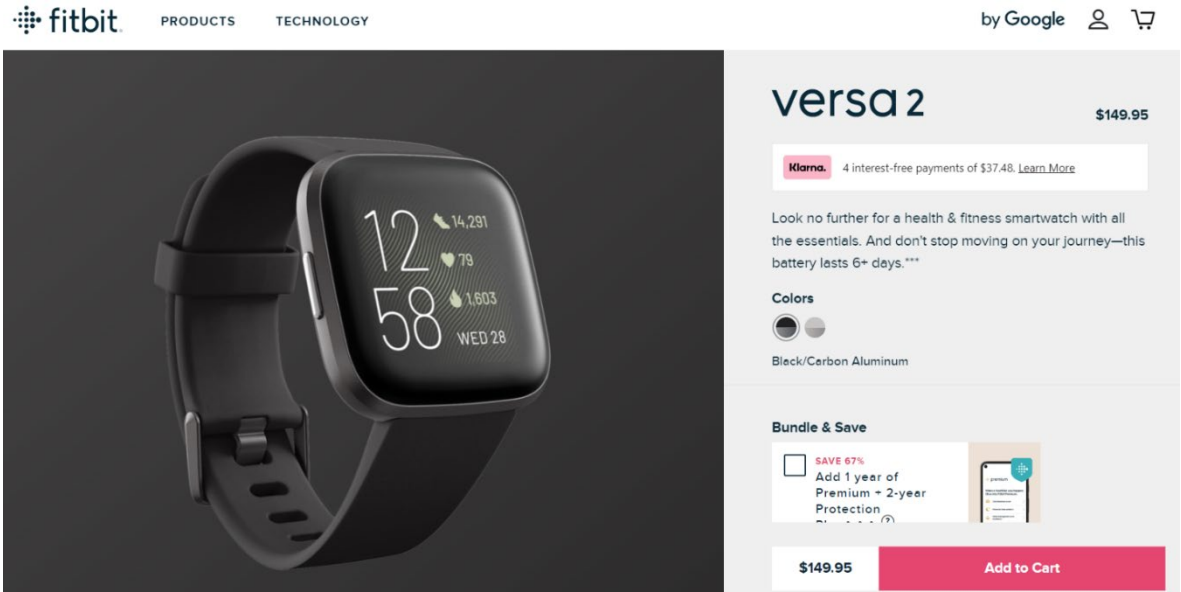 fitbit.
PRODUCTS
TECHNOLOGY
by Google
12
58
14,291
79
1,603
WED 28
versa 2
$149.95
Klarna.
4 interest-free payments of $37.48. Learn More
Look no further for a health & fitness smartwatch with all
the essentials. And don't stop moving on your journey—this
battery lasts 6+ days.***
Colors
Black/Carbon Aluminum
Bundle & Save
SAVE 67%
Add 1 year of
Premium + 2-year
Protection
premium
$149.95
Add to Cart